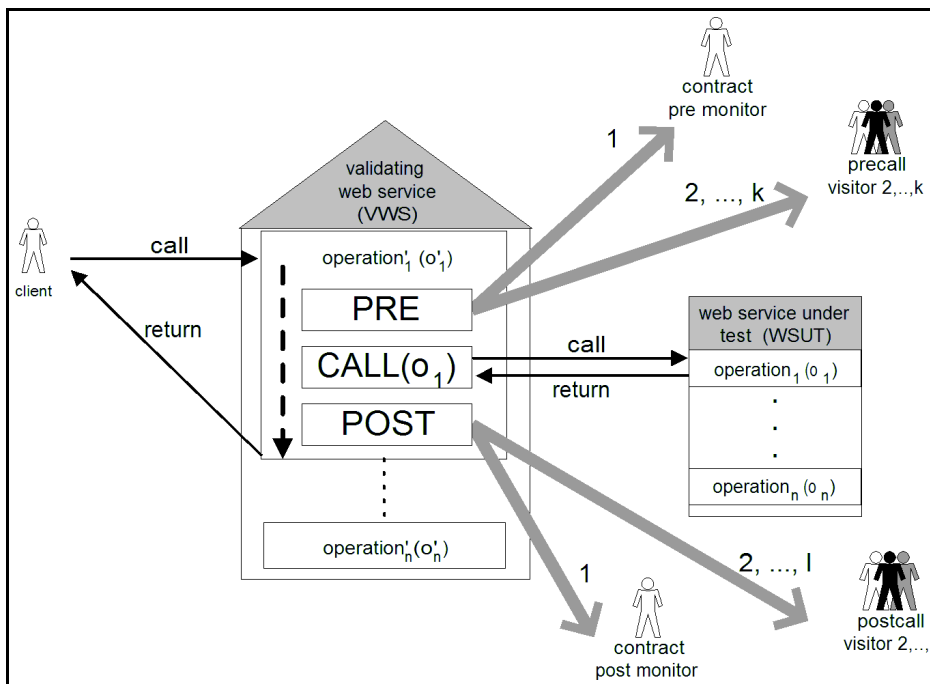 contract
pre monitor
1
precall
visitor 2,..,k
2, ..., k
validating
web service
(VWS)
client
call
return
operation'1 (o'1)
PRE
CALL(o1)
POST
operation'n(o'n)
call
return
web service under
test (WSUT)
operation1(o1)
.
.
.
operationn(on)
1
2, ..., l
contract
post monitor
postcall
visitor 2,..,